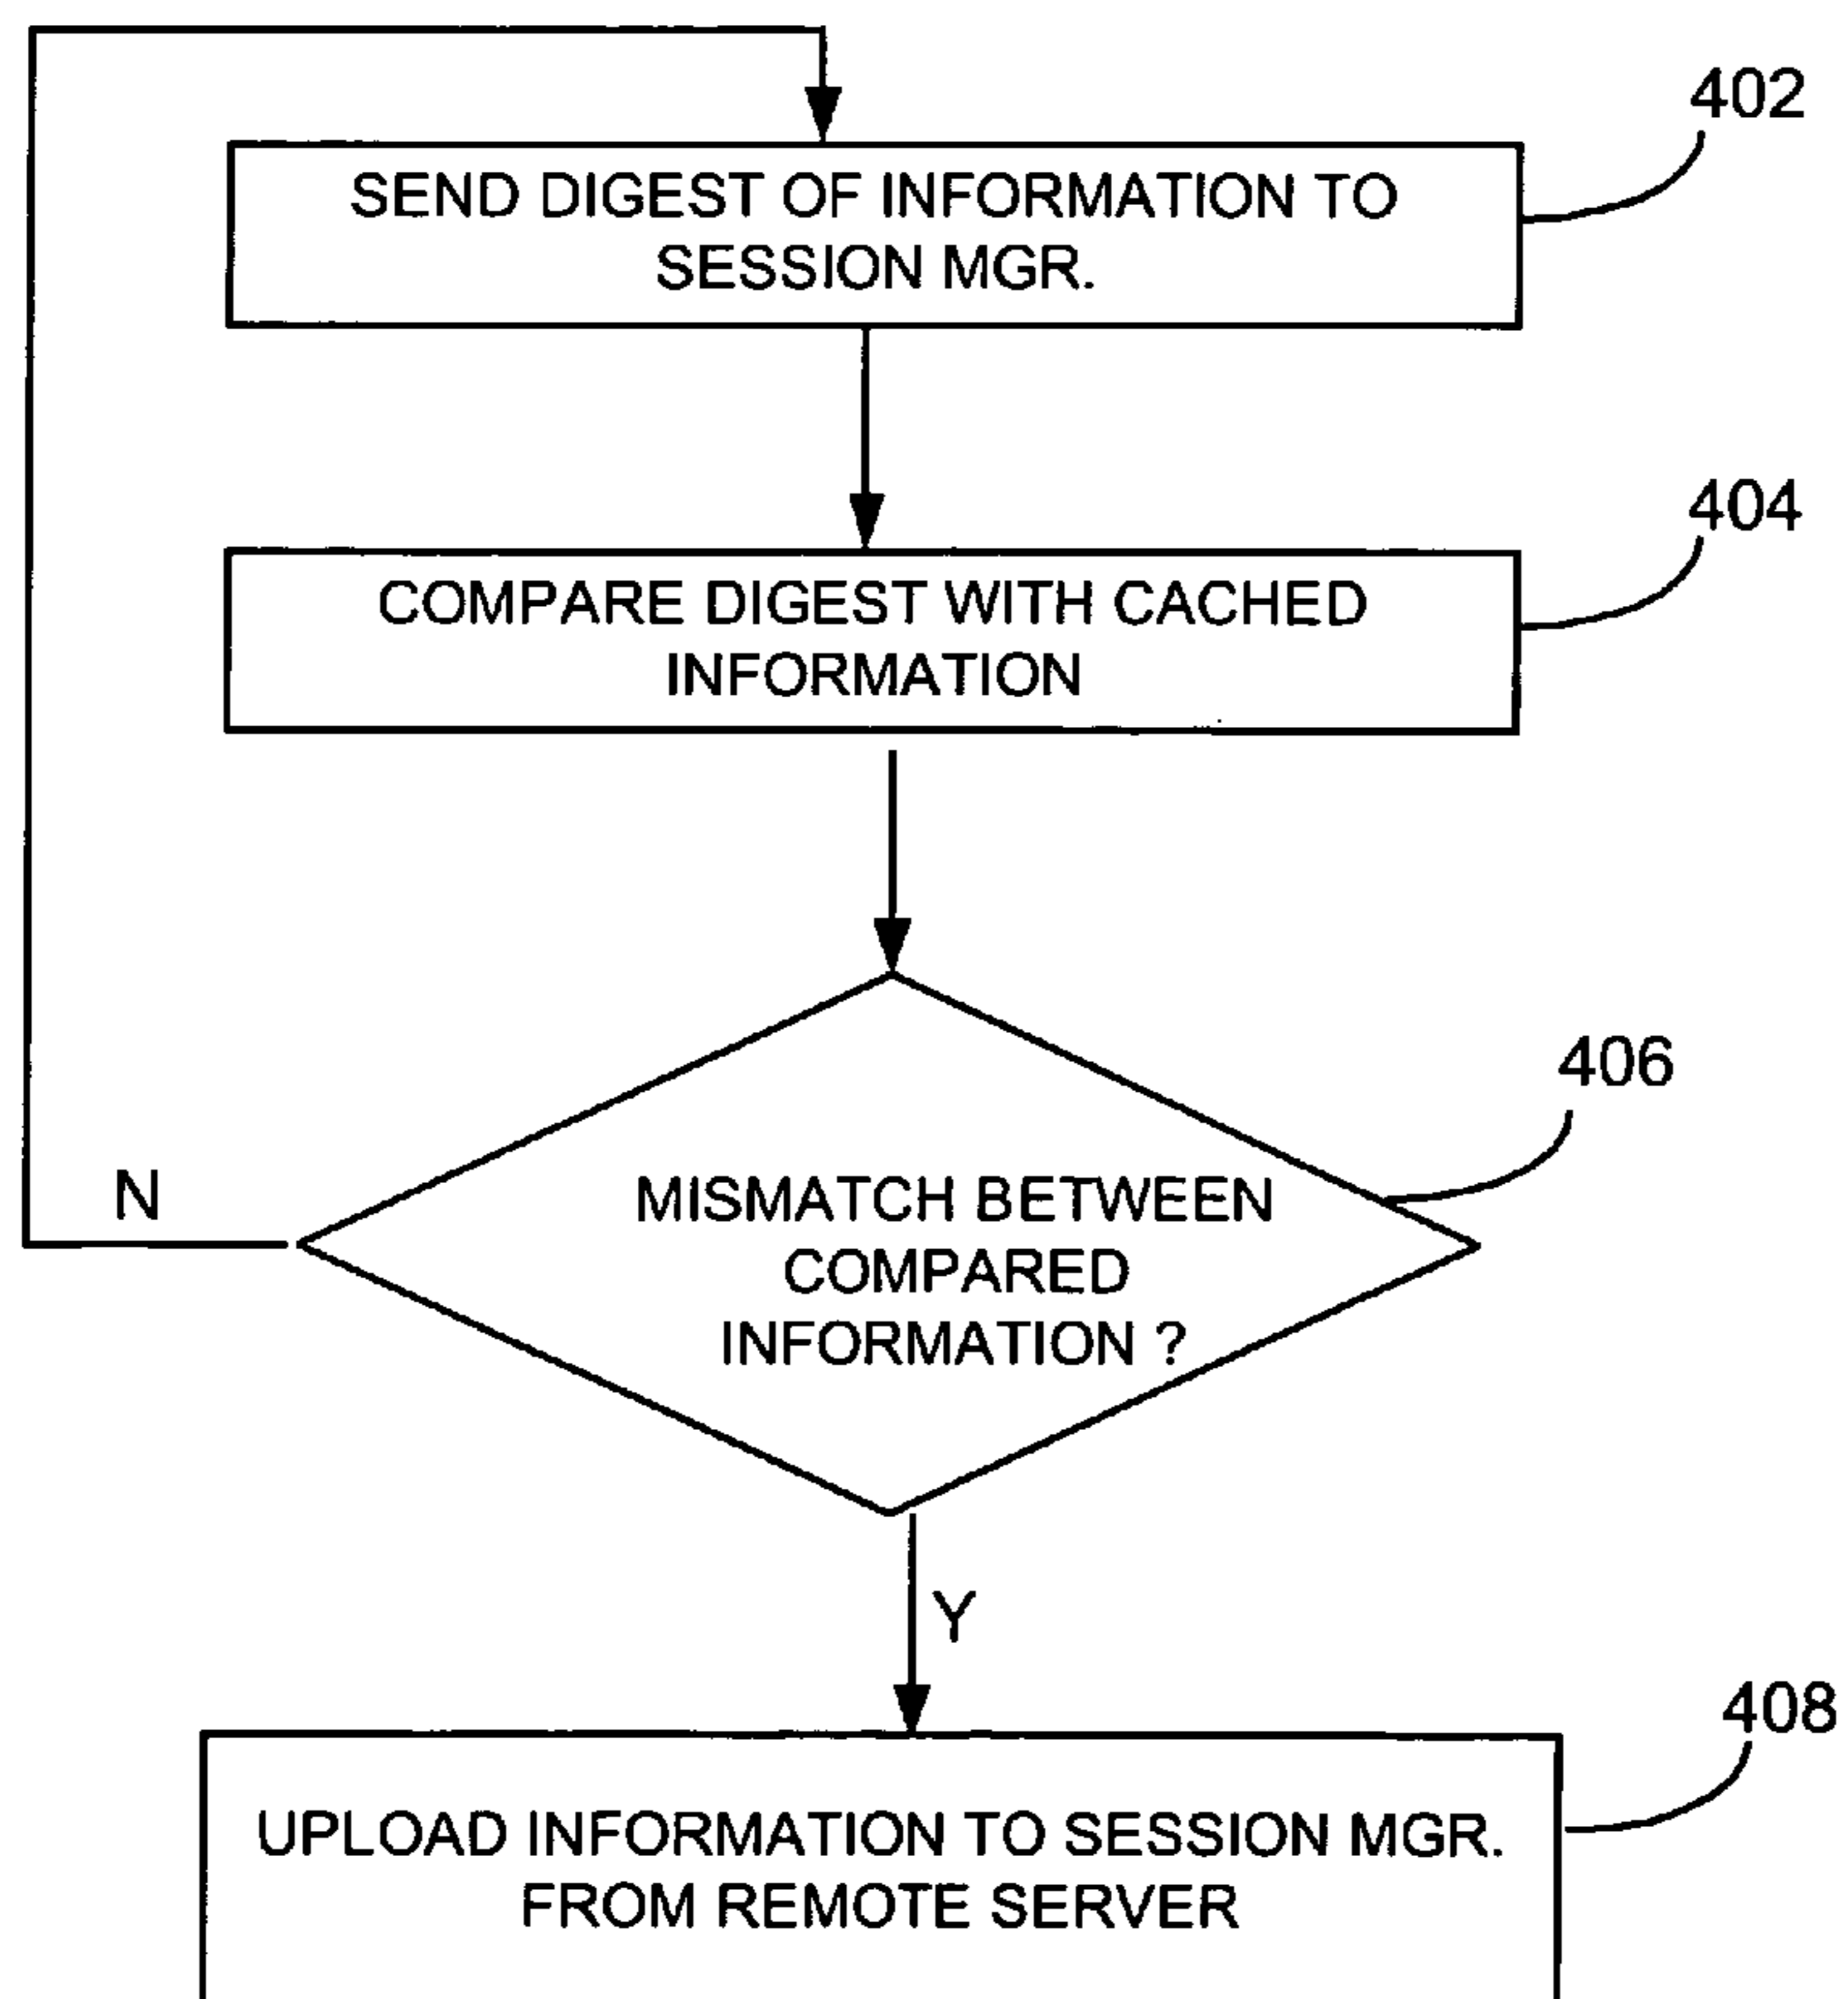 402
SEND DIGEST OF INFORMATION TO
SESSION MGR.
404
COMPARE DIGEST WITH CACHED
INFORMATION
406
N
MISMATCH BETWEEN
COMPARED
INFORMATION ?
Y
408
UPLOAD INFORMATION TO SESSION MGR.
FROM REMOTE SERVER